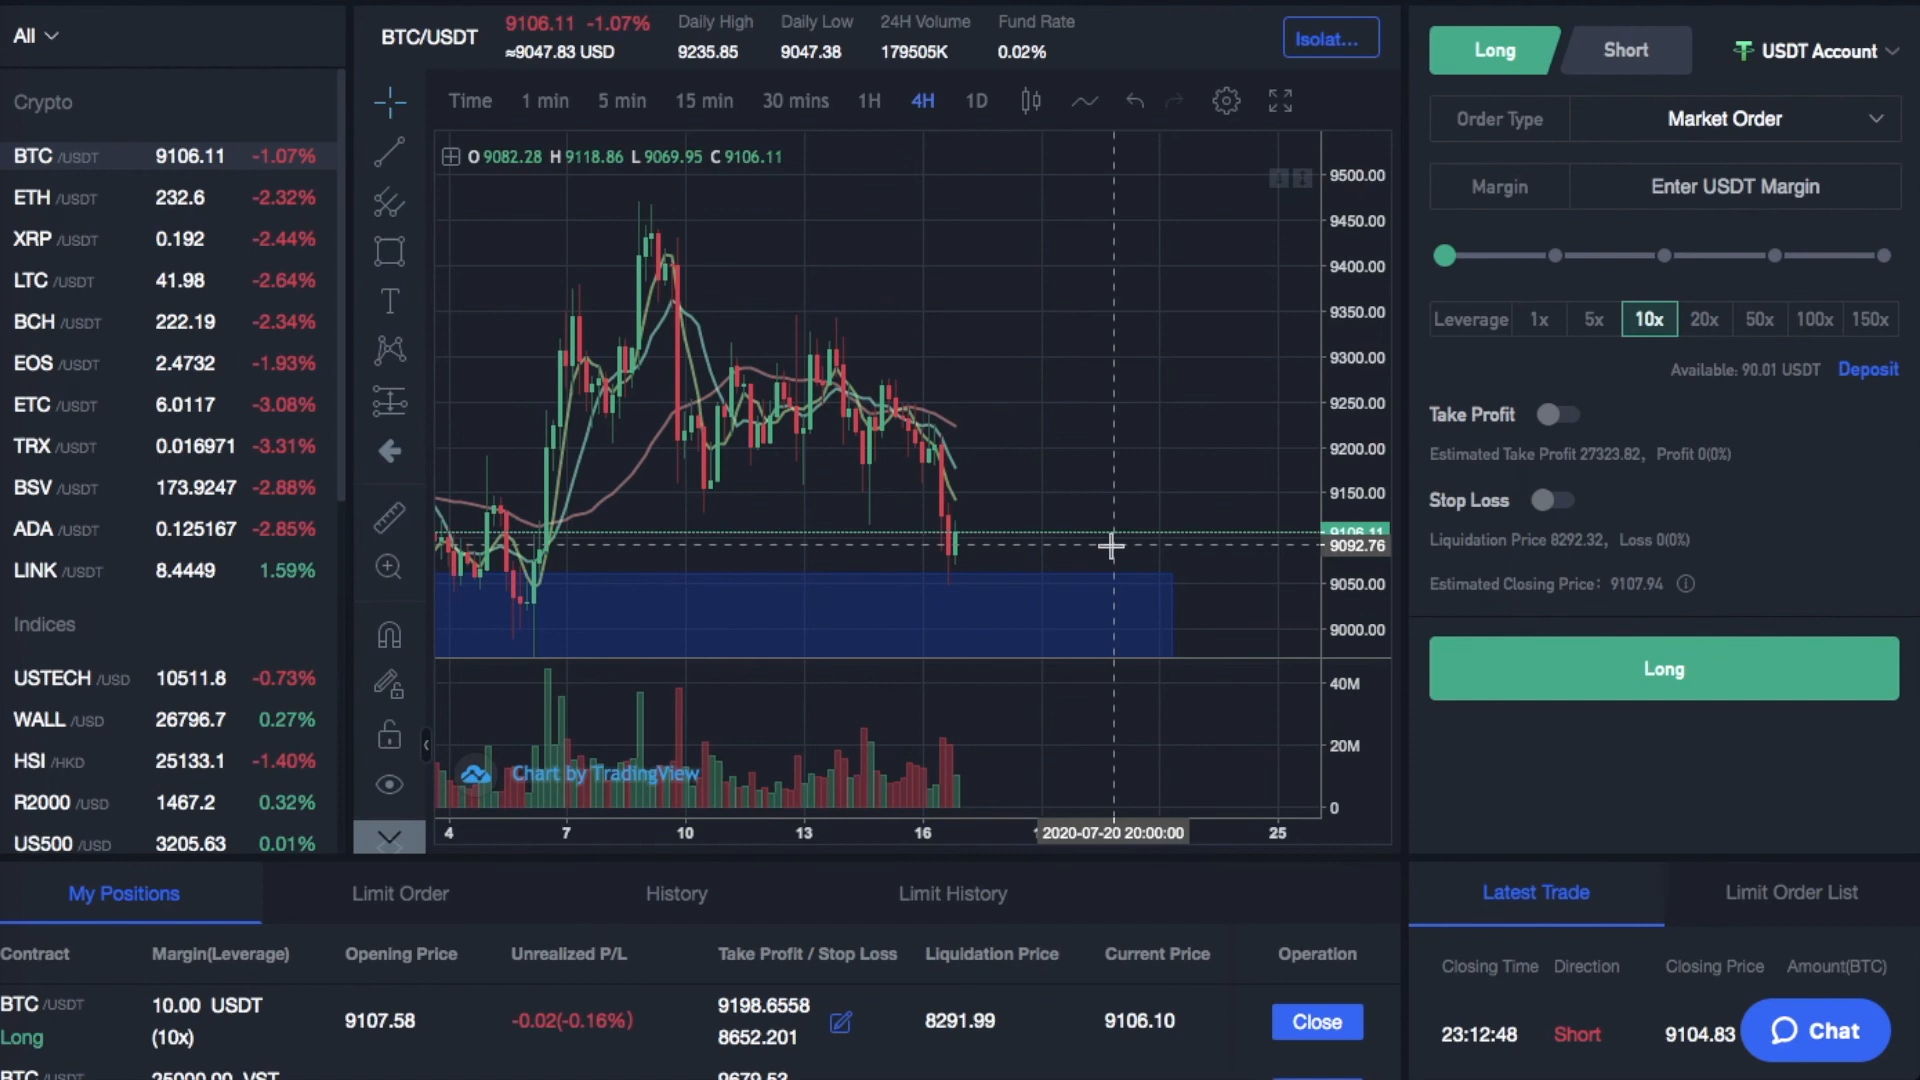 All
Crypto
BTC /USDT 9106.11 -1.07%
ETH /USDT 232.6 -2.32%
XRP /USDT 0.192 -2.44%
LTC /USDT 41.98 -2.64%
BCH /USDT 222.19 -2.34%
EOS /USDT 2.4732 -1.93%
ETC /USDT 6.0117 -3.08%
TRX /USDT 0.016971 -3.31%
BSV /USDT 173.9247 -2.88%
ADA /USDT 0.125167 -2.85%
LINK /USDT 8.4449 1.59%
Indices
USTECH /USD 10511.8 -0.73%
WALL /USD 26796.7 0.27%
HSI /HKD 25133.1 -1.40%
R2000 /USD 1467.2 0.32%
US500 /USD 3205.63 0.01%
BTC/USDT
9106.11 -1.07%
≈9047.83 USD
Daily High
9235.85
Daily Low
9047.38
24H Volume
179505K
Fund Rate
0.02%
Isolat...
Time 1 min 5 min 15 min 30 mins 1H 4H 1D
O 9082.28 H 9118.86 L 9069.95 C 9106.11
9500.00
9450.00
9400.00
9350.00
9300.00
9250.00
9200.00
9150.00
9106.11
9092.76
9050.00
9000.00
40M
20M
0
Chart by TradingView
4 7 10 13 16 2020-07-20 20:00:00 25
Long Short USDT Account
Order Type Market Order
Margin Enter USDT Margin
Leverage 1x 5x 10x 20x 50x 100x 150x
Available: 90.01 USDT Deposit
Take Profit
Estimated Take Profit 27323.82, Profit 0(0%)
Stop Loss
Liquidation Price 8292.32, Loss 0(0%)
Estimated Closing Price: 9107.94
Long
My Positions Limit Order History Limit History
Contract Margin(Leverage) Opening Price Unrealized P/L Take Profit / Stop Loss Liquidation Price Current Price Operation
BTC /USDT 10.00 USDT 9198.6558
Long (10x) 9107.58 -0.02(-0.16%) 8652.201 8291.99 9106.10 Close
BTC /USDT 25000.00 VST 9679.53
Latest Trade Limit Order List
Closing Time Direction Closing Price Amount(BTC)
23:12:48 Short 9104.83
Chat